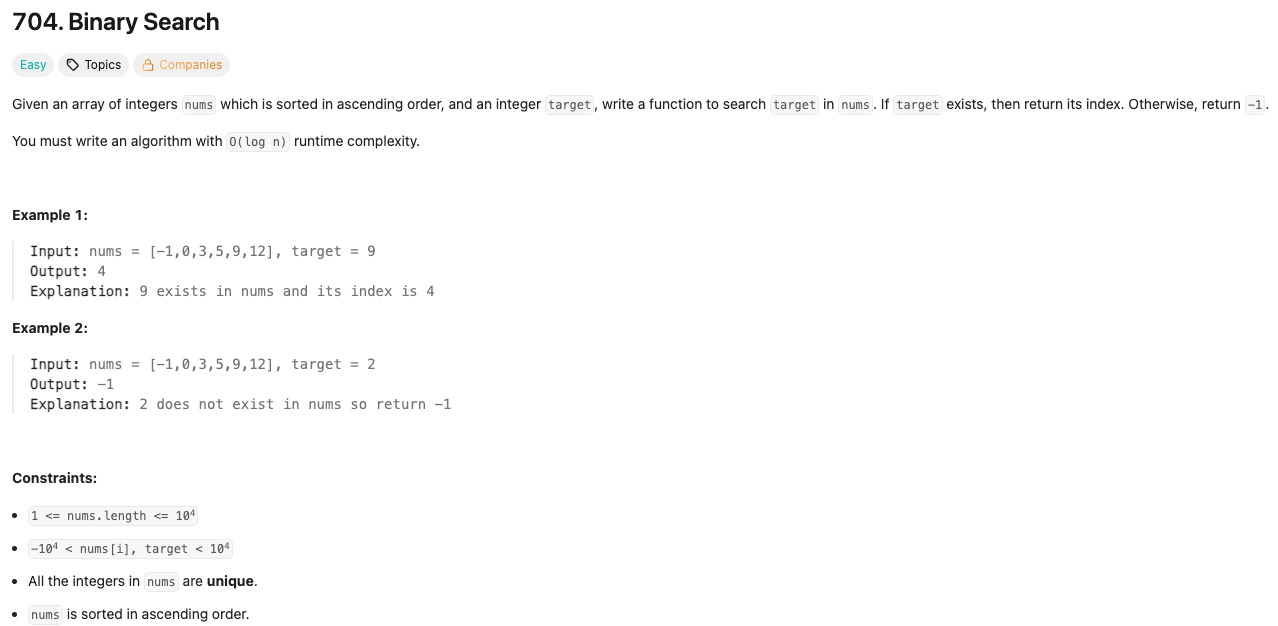 704. Binary Search
Easy Topics Companies
Given an array of integers nums which is sorted in ascending order, and an integer target, write a function to search target in nums. If target exists, then return its index. Otherwise, return -1.
You must write an algorithm with O(log n) runtime complexity.
Example 1:
Input: nums = [-1,0,3,5,9,12], target = 9
Output: 4
Explanation: 9 exists in nums and its index is 4
Example 2:
Input: nums = [-1,0,3,5,9,12], target = 2
Output: -1
Explanation: 2 does not exist in nums so return -1
Constraints:
• 1 <= nums.length <= 10⁴
• -10⁴ < nums[i], target < 10⁴
• All the integers in nums are unique.
• nums is sorted in ascending order.